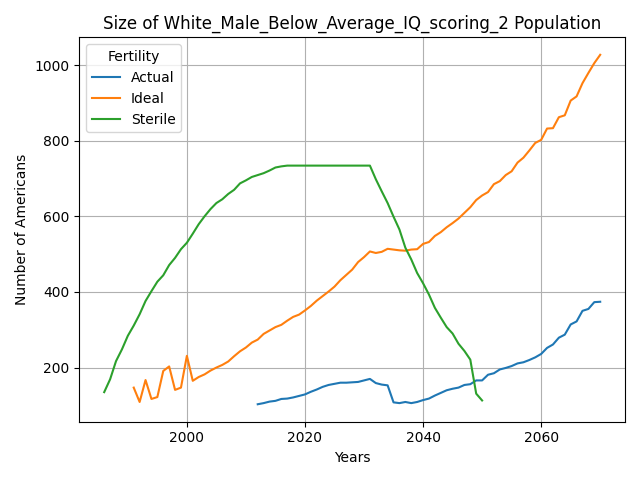 Size of White_Male_Below_Average_IQ_scoring_2 Population
Fertility
Actual
Ideal
Sterile
1000
800
600
400
200
Number of Americans
2000
2020
2040
2060
Years